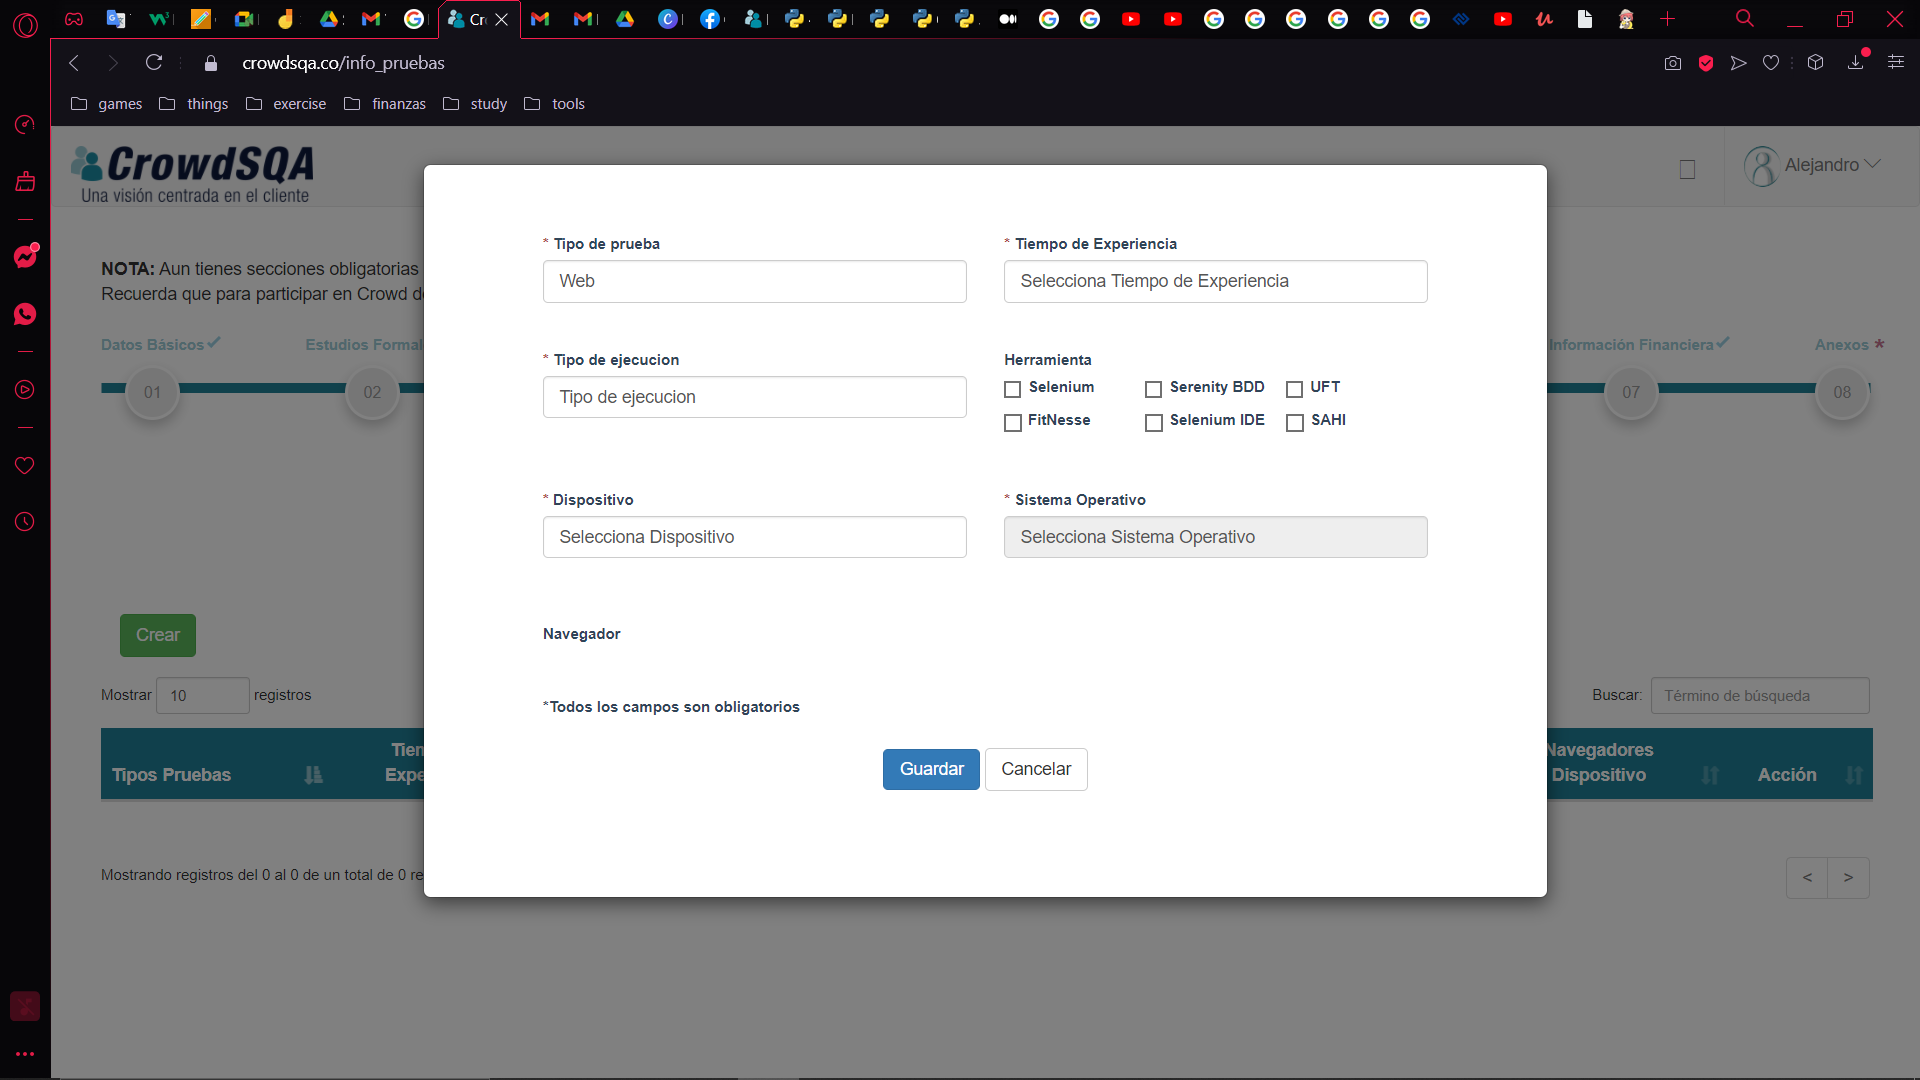 Cr
crowdsqa.co/info_pruebas
games things exercise finanzas study tools
CrowdSQA
Una visión centrada en el cliente
Alejandro
NOTA: Aun tienes secciones obligatorias
Recuerda que para participar en Crowd d
Datos Básicos
Estudios Formal
Información Financiera
Anexos *
01
02
07
08
* Tipo de prueba
Web
* Tiempo de Experiencia
Selecciona Tiempo de Experiencia
* Tipo de ejecucion
Tipo de ejecucion
Herramienta
Selenium Serenity BDD UFT
FitNesse Selenium IDE SAHI
* Dispositivo
Selecciona Dispositivo
* Sistema Operativo
Selecciona Sistema Operativo
Navegador
*Todos los campos son obligatorios
Guardar Cancelar
Crear
Mostrar 10 registros
Buscar: Término de búsqueda
Tipos Pruebas
Tien
Expe
Navegadores
Dispositivo
Acción
Mostrando registros del 0 al 0 de un total de 0 re
< >